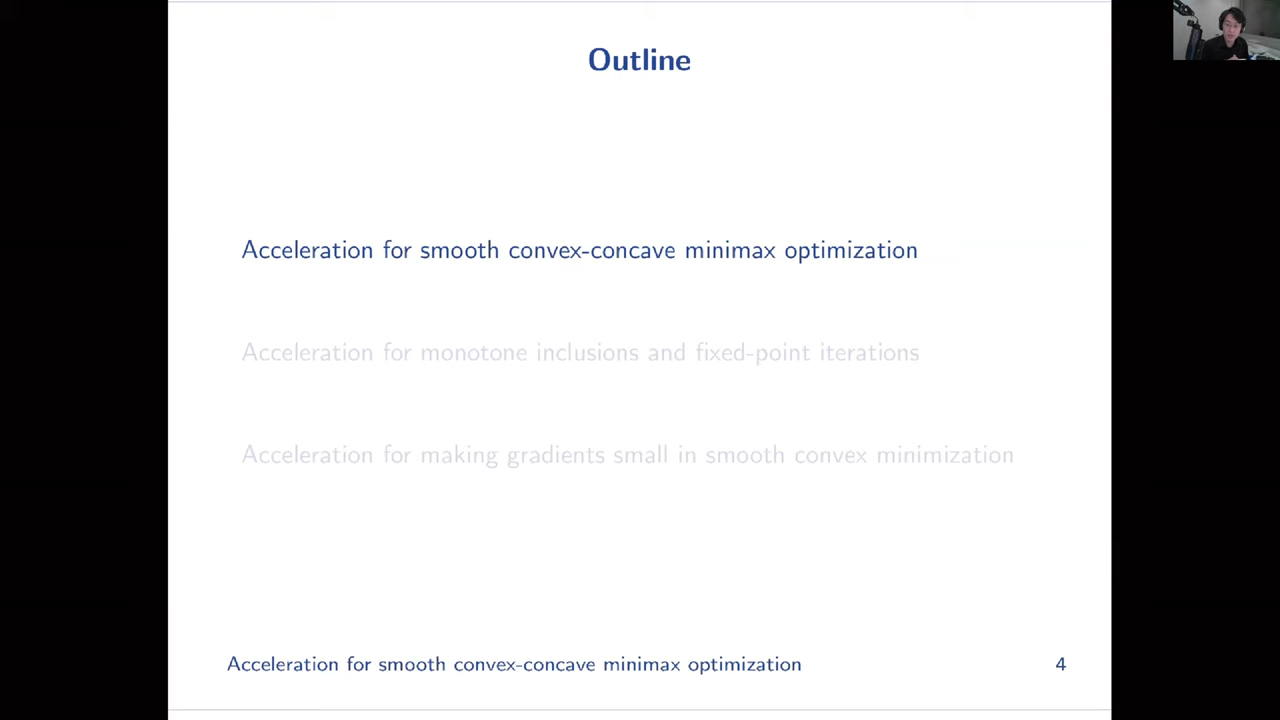 Outline
Acceleration for smooth convex-concave minimax optimization
Acceleration for monotone inclusions and fixed-point iterations
Acceleration for making gradients small in smooth convex minimization
Acceleration for smooth convex-concave minimax optimization
4